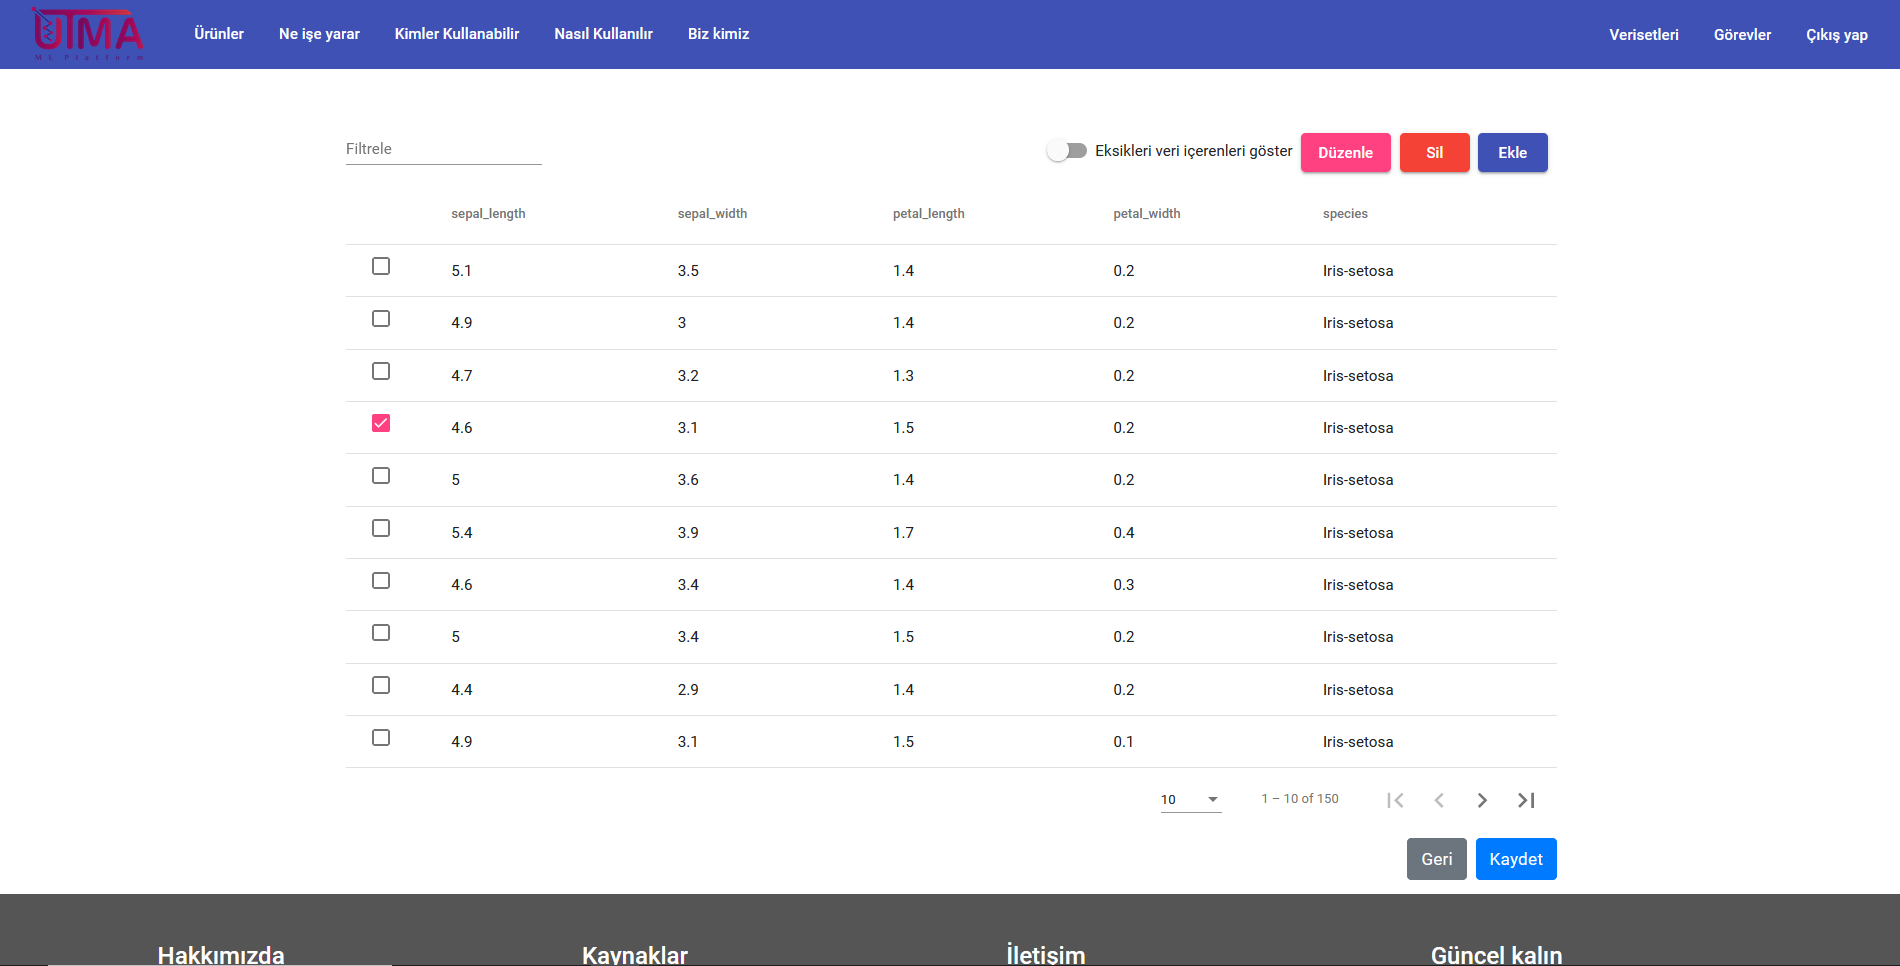 UTMA
ML Platform
Ürünler Ne işe yarar Kimler Kullanabilir Nasıl Kullanılır Biz kimiz Verisetleri Görevler Çıkış yap
Filtrele Eksikleri veri içerenleri göster Düzenle Sil Ekle
sepal_length sepal_width petal_length petal_width species
5.1 3.5 1.4 0.2 Iris-setosa
4.9 3 1.4 0.2 Iris-setosa
4.7 3.2 1.3 0.2 Iris-setosa
4.6 3.1 1.5 0.2 Iris-setosa
5 3.6 1.4 0.2 Iris-setosa
5.4 3.9 1.7 0.4 Iris-setosa
4.6 3.4 1.4 0.3 Iris-setosa
5 3.4 1.5 0.2 Iris-setosa
4.4 2.9 1.4 0.2 Iris-setosa
4.9 3.1 1.5 0.1 Iris-setosa
10 1 – 10 of 150
Geri Kaydet
Hakkımızda Kaynaklar İletişim Güncel kalın